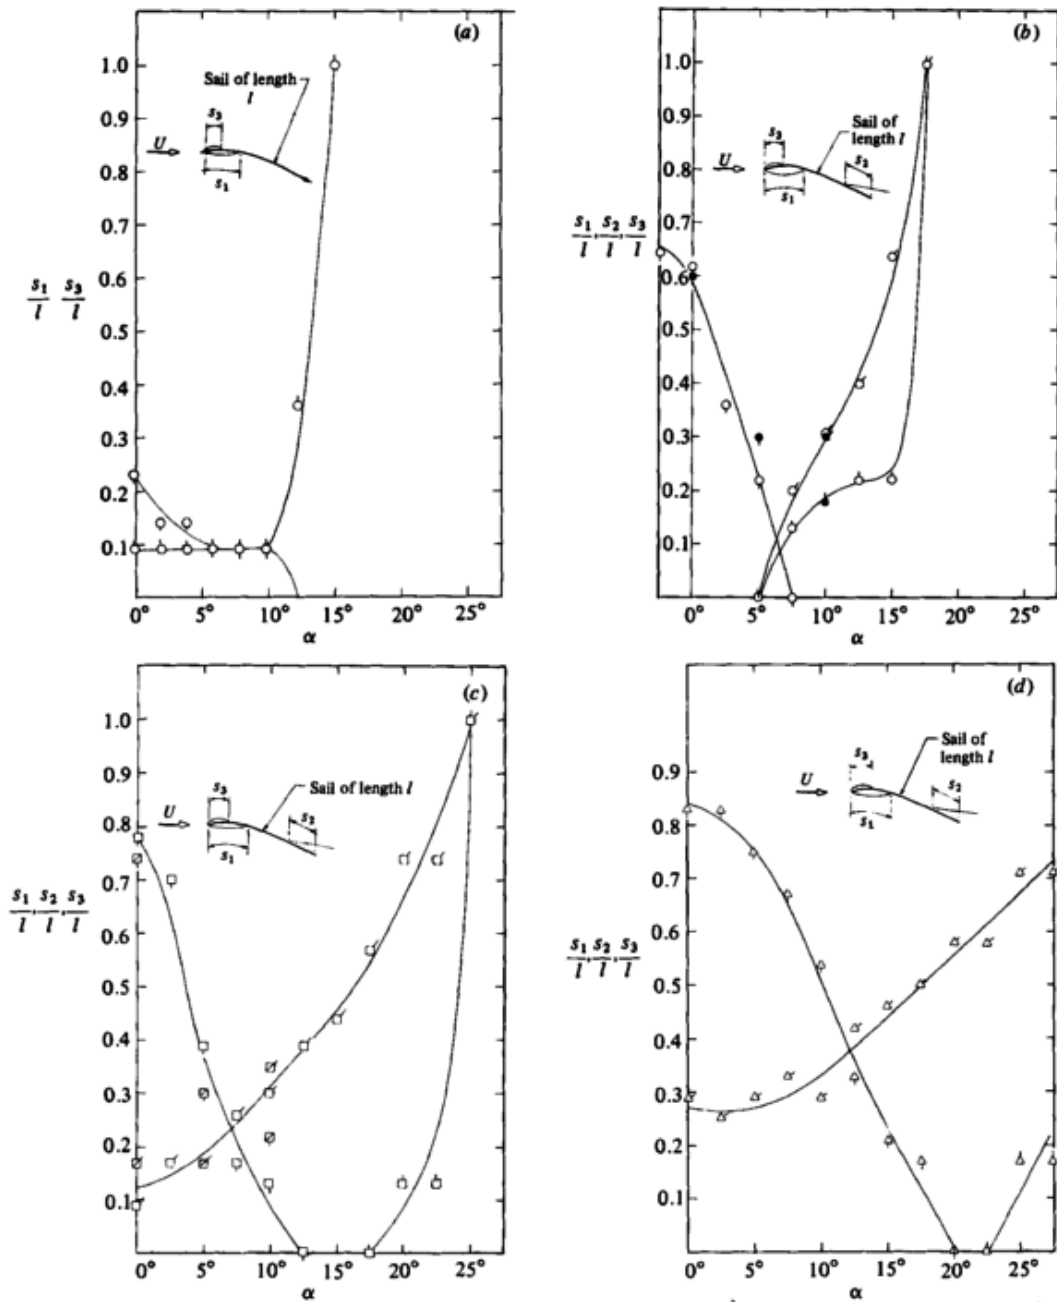 (a)
1.0
0.9
0.8
0.7
0.6
0.5
0.4
0.3
0.2
0.1
s₁/l s₃/l
Sail of length
l
s₃
U
s₁
0° 5° 10° 15° 20° 25°
α
(b)
1.0
0.9
0.8
0.7
0.6
0.5
0.4
0.3
0.2
0.1
s₁/l, s₂/l, s₃/l
Sail of
length l
s₃
s₂
U
s₁
0° 5° 10° 15° 20° 25°
α
(c)
1.0
0.9
0.8
0.7
0.6
0.5
0.4
0.3
0.2
0.1
s₁/l, s₂/l, s₃/l
Sail of length l
s₃
s₂
U
s₁
0° 5° 10° 15° 20° 25°
α
(d)
0.9
0.8
0.7
0.6
0.5
0.4
0.3
0.2
0.1
s₁/l, s₂/l, s₃/l
Sail of
length l
s₃
s₂
U
s₁
0° 5° 10° 15° 20° 25°
α